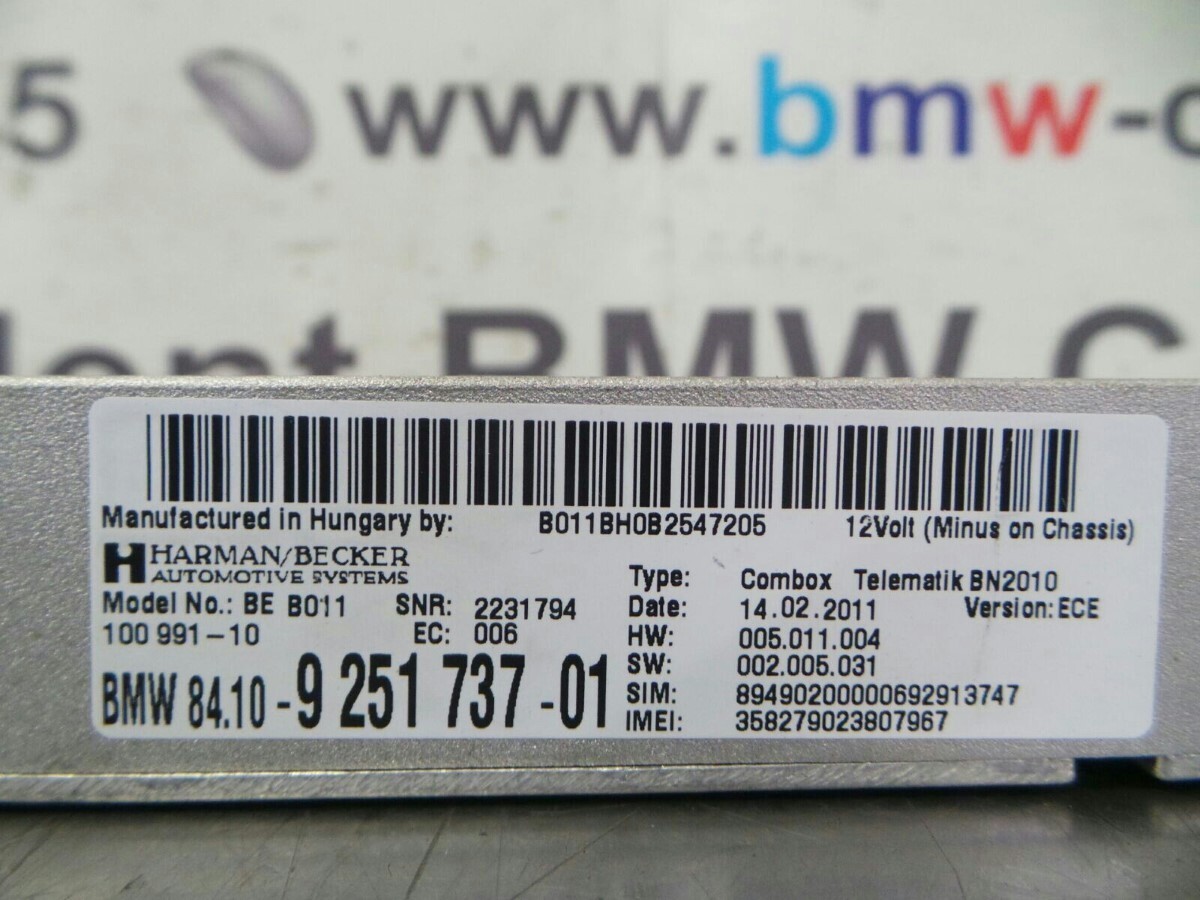 5 www.bmw-
BMW C
B011BH0B2547205
Manufactured in Hungary by:
12Volt (Minus on Chassis)
HARMAN/BECKER
AUTOMOTIVE SYSTEMS
Model No.: BE B011 SNR: 2231794
100 991-10 EC: 006
BMW 84.10-9 251 737-01
Type: Combox Telematik BN2010
Date: 14.02.2011 Version: ECE
HW: 005.011.004
SW: 002.005.031
SIM: 89490200000692913747
IMEI: 358279023807967